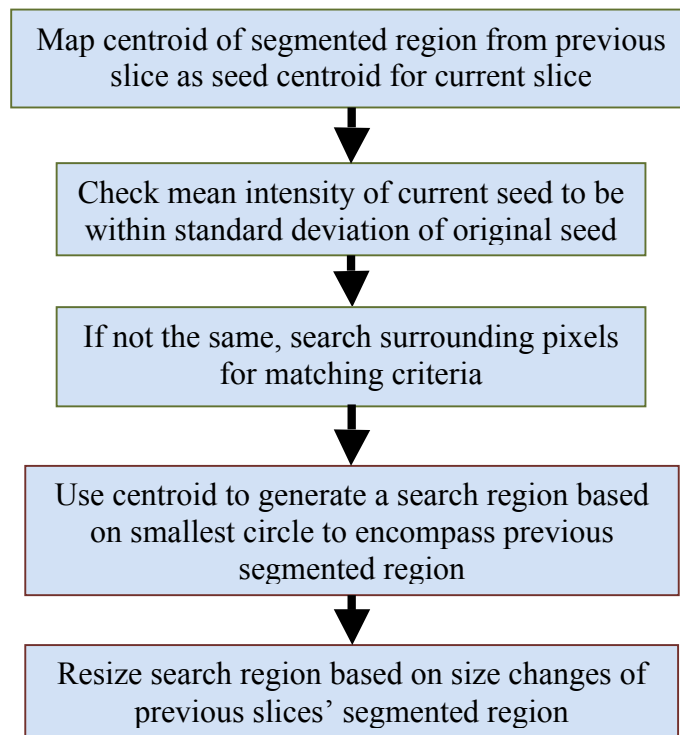 Map centroid of segmented region from previous
slice as seed centroid for current slice
Check mean intensity of current seed to be
within standard deviation of original seed
If not the same, search surrounding pixels
for matching criteria
Use centroid to generate a search region based
on smallest circle to encompass previous
segmented region
Resize search region based on size changes of
previous slices’ segmented region